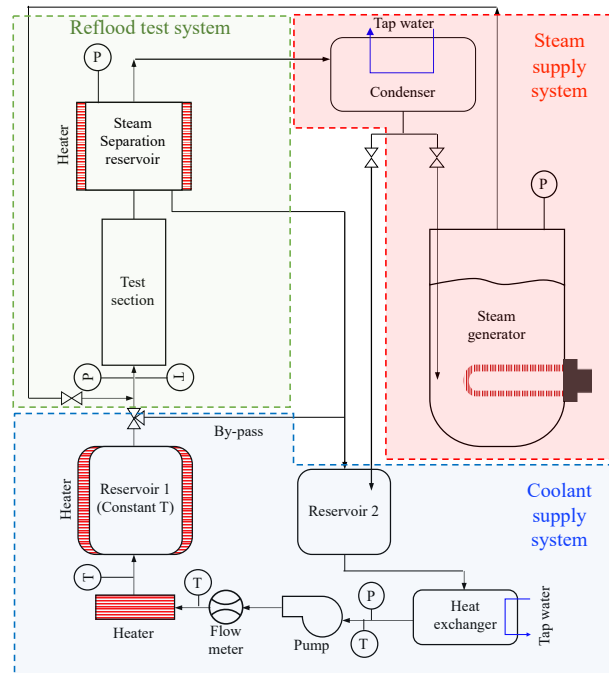 Reflood test system
Tap water
Steam
supply
system
P
Condenser
Heater
Steam
Separation
reservoir
P
Test
section
Steam
generator
P
T
By-pass
Heater
Reservoir 1
(Constant T)
Reservoir 2
Coolant
supply
system
T
T
P
Heat
exchanger
Tap water
Heater
Flow
meter
Pump
T